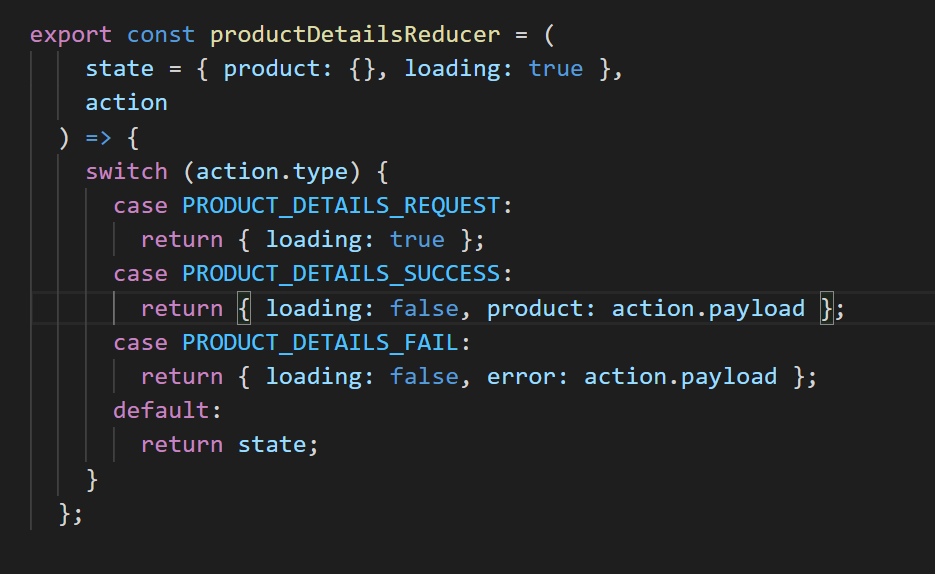 export const productDetailsReducer = (
state = { product: {}, loading: true },
action
) => {
switch (action.type) {
case PRODUCT_DETAILS_REQUEST:
return { loading: true };
case PRODUCT_DETAILS_SUCCESS:
return { loading: false, product: action.payload };
case PRODUCT_DETAILS_FAIL:
return { loading: false, error: action.payload };
default:
return state;
}
};